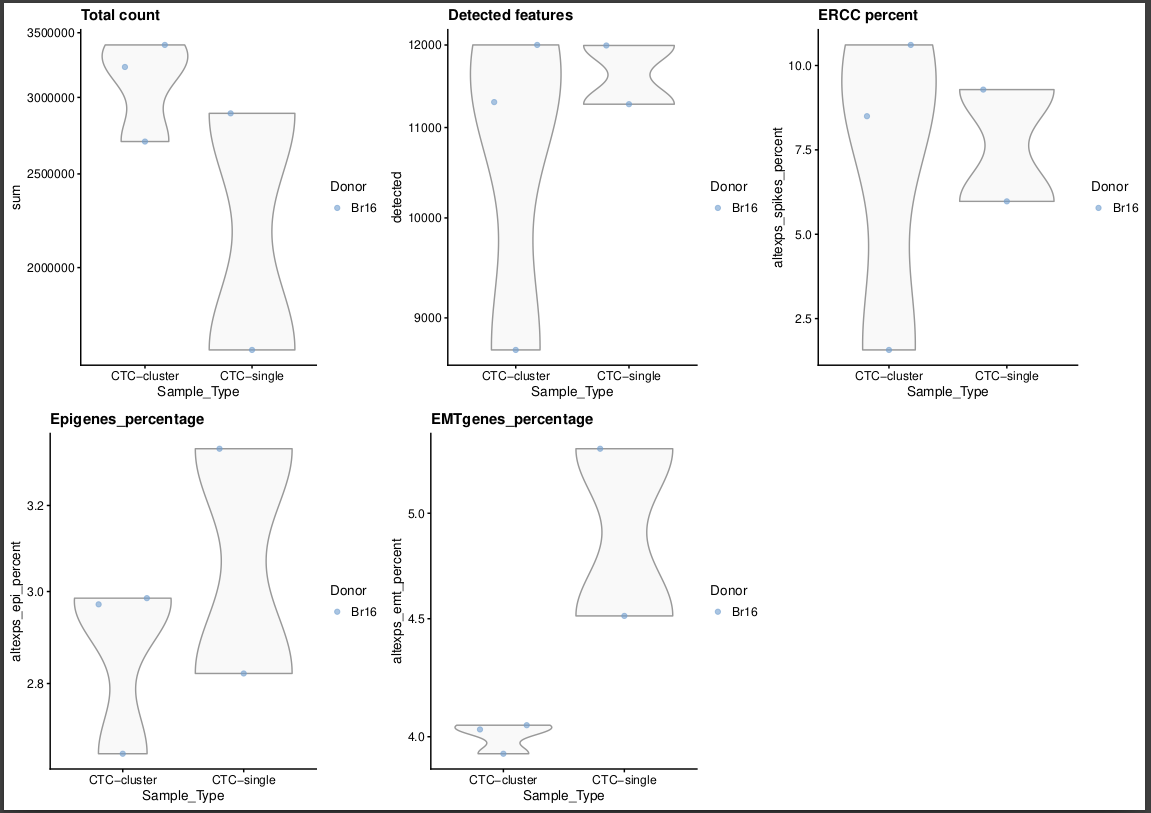 Total count
3500000
3000000
2500000
2000000
sum
CTC−cluster
CTC−single
Sample_Type
Donor
Br16
Detected features
12000
11000
10000
9000
detected
CTC−cluster
CTC−single
Sample_Type
Donor
Br16
ERCC percent
10.0
7.5
5.0
2.5
altexps_spikes_percent
CTC−cluster
CTC−single
Sample_Type
Donor
Br16
Epigenes_percentage
3.2
3.0
2.8
altexps_epi_percent
CTC−cluster
CTC−single
Sample_Type
Donor
Br16
EMTgenes_percentage
5.0
4.5
4.0
altexps_emt_percent
CTC−cluster
CTC−single
Sample_Type
Donor
Br16